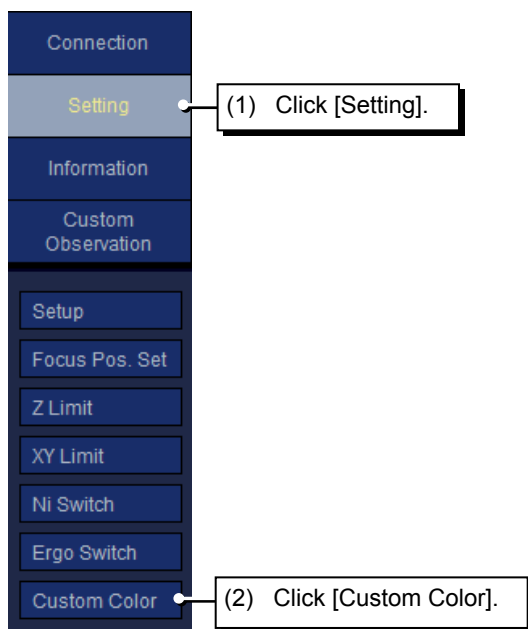 Connection
Setting
(1) Click [Setting].
Information
Custom
Observation
Setup
Focus Pos. Set
Z Limit
XY Limit
Ni Switch
Ergo Switch
Custom Color
(2) Click [Custom Color].